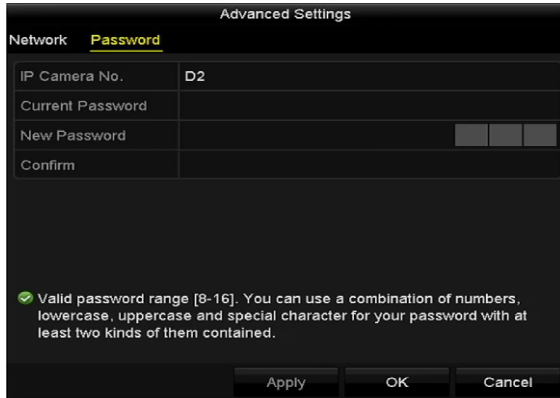 Advanced Settings
Network Password
IP Camera No. D2
Current Password
New Password
Confirm
Valid password range [8-16]. You can use a combination of numbers,
lowercase, uppercase and special character for your password with at
least two kinds of them contained.
Apply OK Cancel